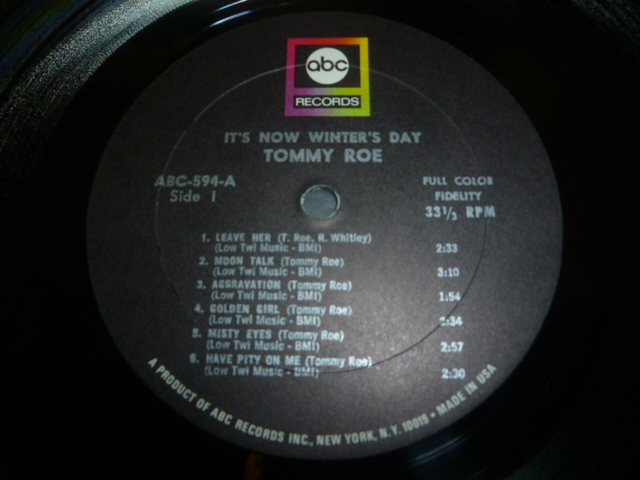 abc
RECORDS
IT'S NOW WINTER'S DAY
TOMMY ROE
ABC-594-A
Side 1
FULL COLOR
FIDELITY
33 1/3 RPM
1. LEAVE HER (T. Roe, R. Whitley)
(Low Twi Music - BMI) 2:33
2. MOON TALK (Tommy Roe)
(Low Twi Music - BMI) 3:10
3. AGGRAVATION (Tommy Roe)
(Low Twi Music - BMI) 1:54
4. GOLDEN GIRL (Tommy Roe)
(Low Twi Music - BMI) 2:34
5. MISTY EYES (Tommy Roe)
(Low Twi Music - BMI) 2:57
6. HAVE PITY ON ME (Tommy Roe)
(Low Twi Music - BMI) 2:30
A PRODUCT OF ABC RECORDS INC., NEW YORK, N.Y. 10019 • MADE IN USA